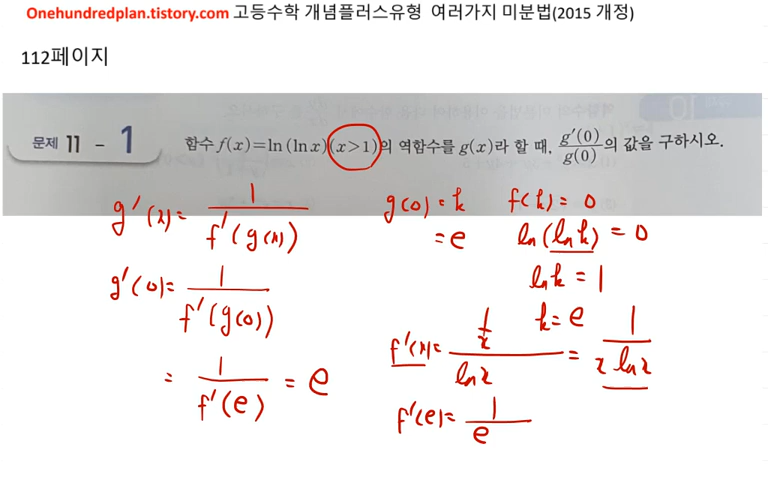 Onehundredplan.tistory.com 고등수학 개념플러스유형 여러가지 미분법(2015 개정)
112페이지
문제 11 - 1 함수 f(x)=ln(ln x)(x>1)의 역함수를 g(x)라 할 때, g′(0)/g(0)의 값을 구하시오.
g'(x)= 1/f'(g(x))
g(0)=k f(k)=0
=e ln(ln k)=0
g'(0)= 1/f'(g(0))
ln k=1
k=e
f'(x)= (1/x)/ln x = 1/(x ln x)
= 1/f'(e) = e
f'(e)= 1/e